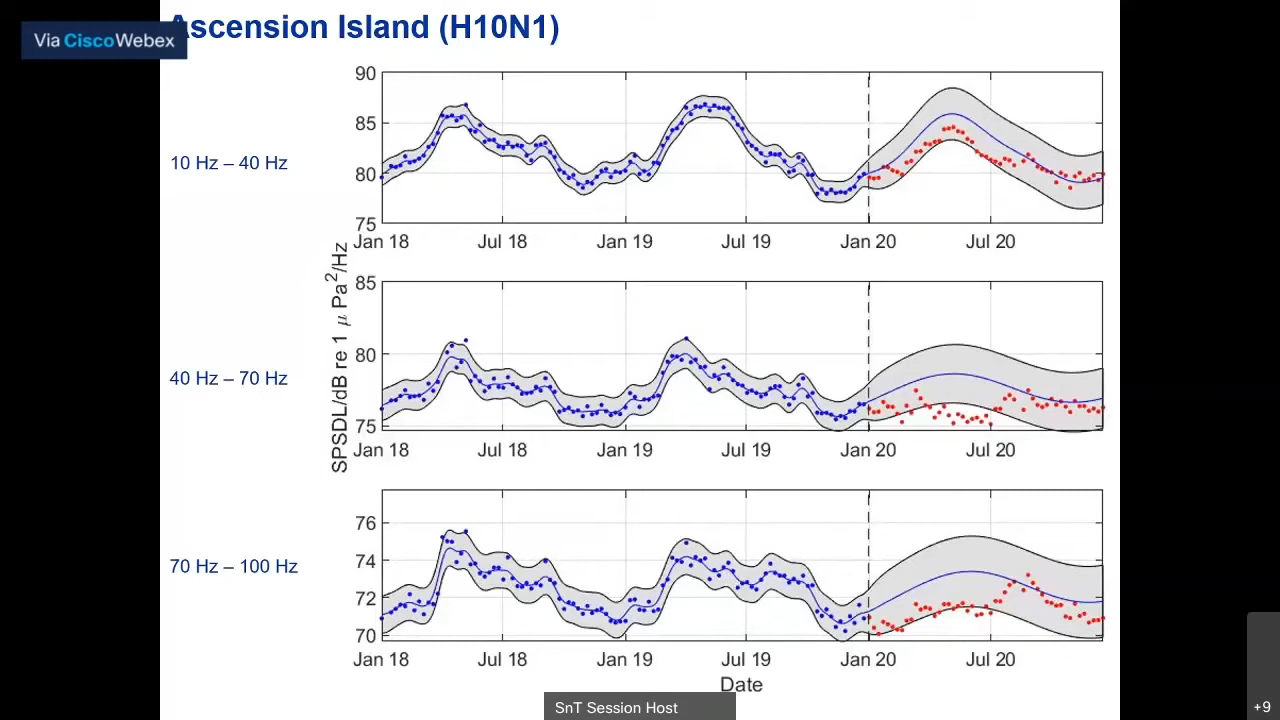 Ascension Island (H10N1)
Via CiscoWebex
10 Hz – 40 Hz
90
85
80
75
Jan 18 Jul 18 Jan 19 Jul 19 Jan 20 Jul 20
SPSDL/dB re 1 μ Pa²/Hz
40 Hz – 70 Hz
85
80
75
Jan 18 Jul 18 Jan 19 Jul 19 Jan 20 Jul 20
70 Hz – 100 Hz
76
74
72
70
Jan 18 Jul 18 Jan 19 Jul 19 Jan 20 Jul 20
Date
SnT Session Host
+9